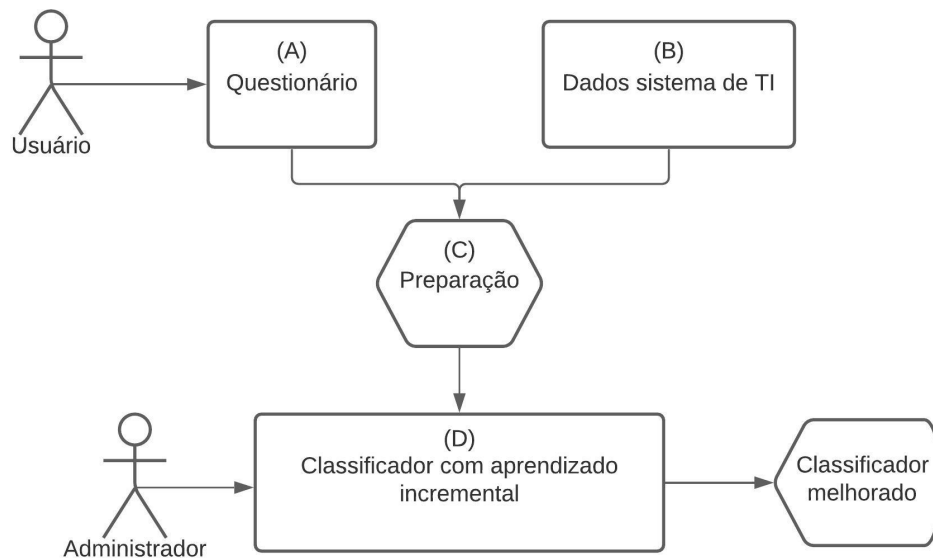 (A)
Questionário
(B)
Dados sistema de TI
Usuário
(C)
Preparação
(D)
Classificador com aprendizado
incremental
Classificador
melhorado
Administrador